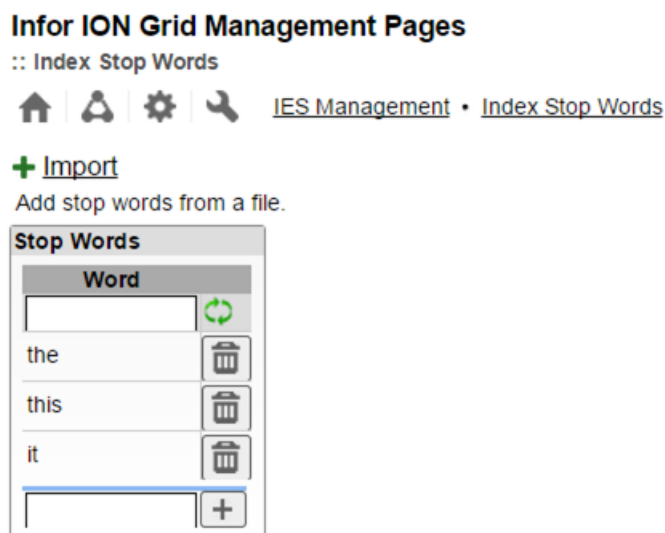 Infor ION Grid Management Pages
:: Index Stop Words
IES Management • Index Stop Words
+ Import
Add stop words from a file.
Stop Words
Word
the
this
it